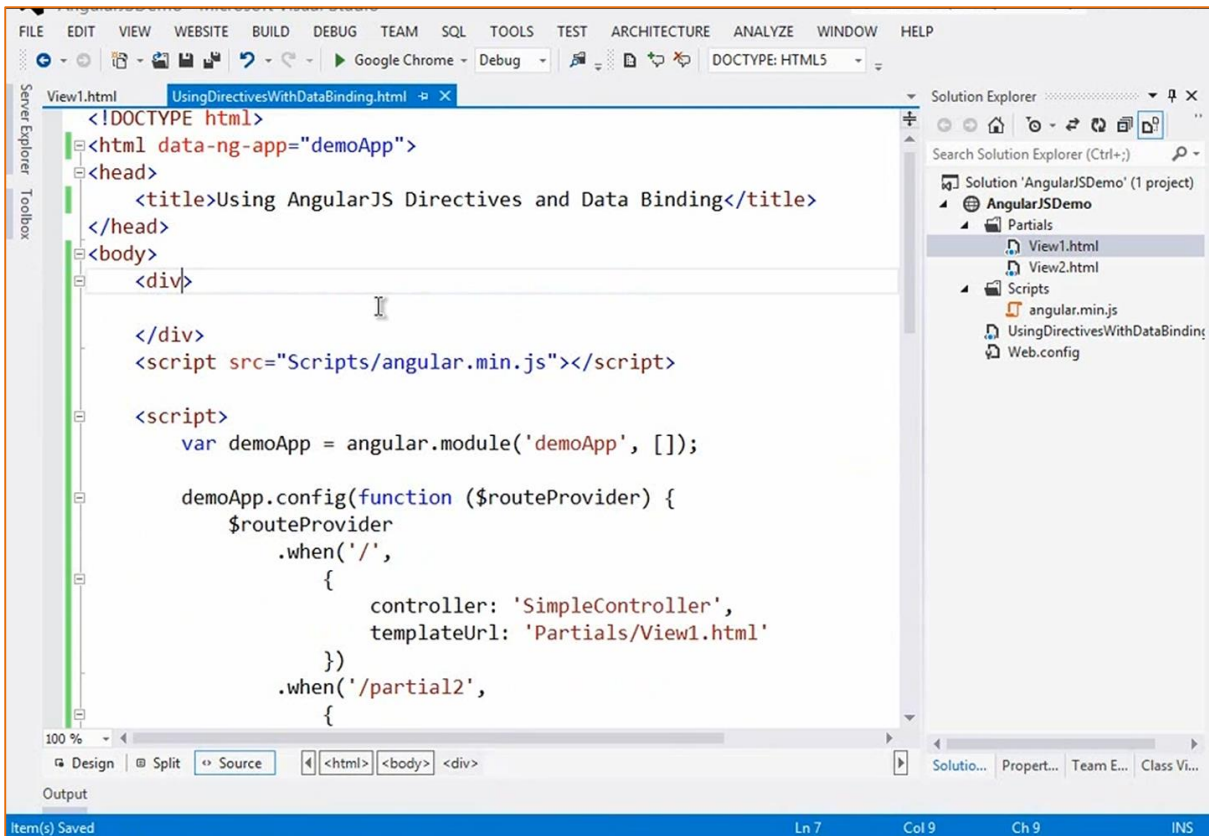 FILE EDIT VIEW WEBSITE BUILD DEBUG TEAM SQL TOOLS TEST ARCHITECTURE ANALYZE WINDOW HELP
Google Chrome Debug DOCTYPE: HTML5
Server Explorer
Toolbox
View1.html UsingDirectivesWithDataBinding.html
<!DOCTYPE html>
<html data-ng-app="demoApp">
<head>
<title>Using AngularJS Directives and Data Binding</title>
</head>
<body>
<div>
</div>
<script src="Scripts/angular.min.js"></script>
<script>
var demoApp = angular.module('demoApp', []);
demoApp.config(function ($routeProvider) {
$routeProvider
.when('/',
{
controller: 'SimpleController',
templateUrl: 'Partials/View1.html'
})
.when('/partial2',
{
100 %
Design Split Source <html> <body> <div>
Output
Solution Explorer
Search Solution Explorer (Ctrl+;)
Solution 'AngularJSDemo' (1 project)
AngularJSDemo
Partials
View1.html
View2.html
Scripts
angular.min.js
UsingDirectivesWithDataBinding
Web.config
Solutio... Propert... Team E... Class Vi...
Item(s) Saved Ln 7 Col 9 Ch 9 INS